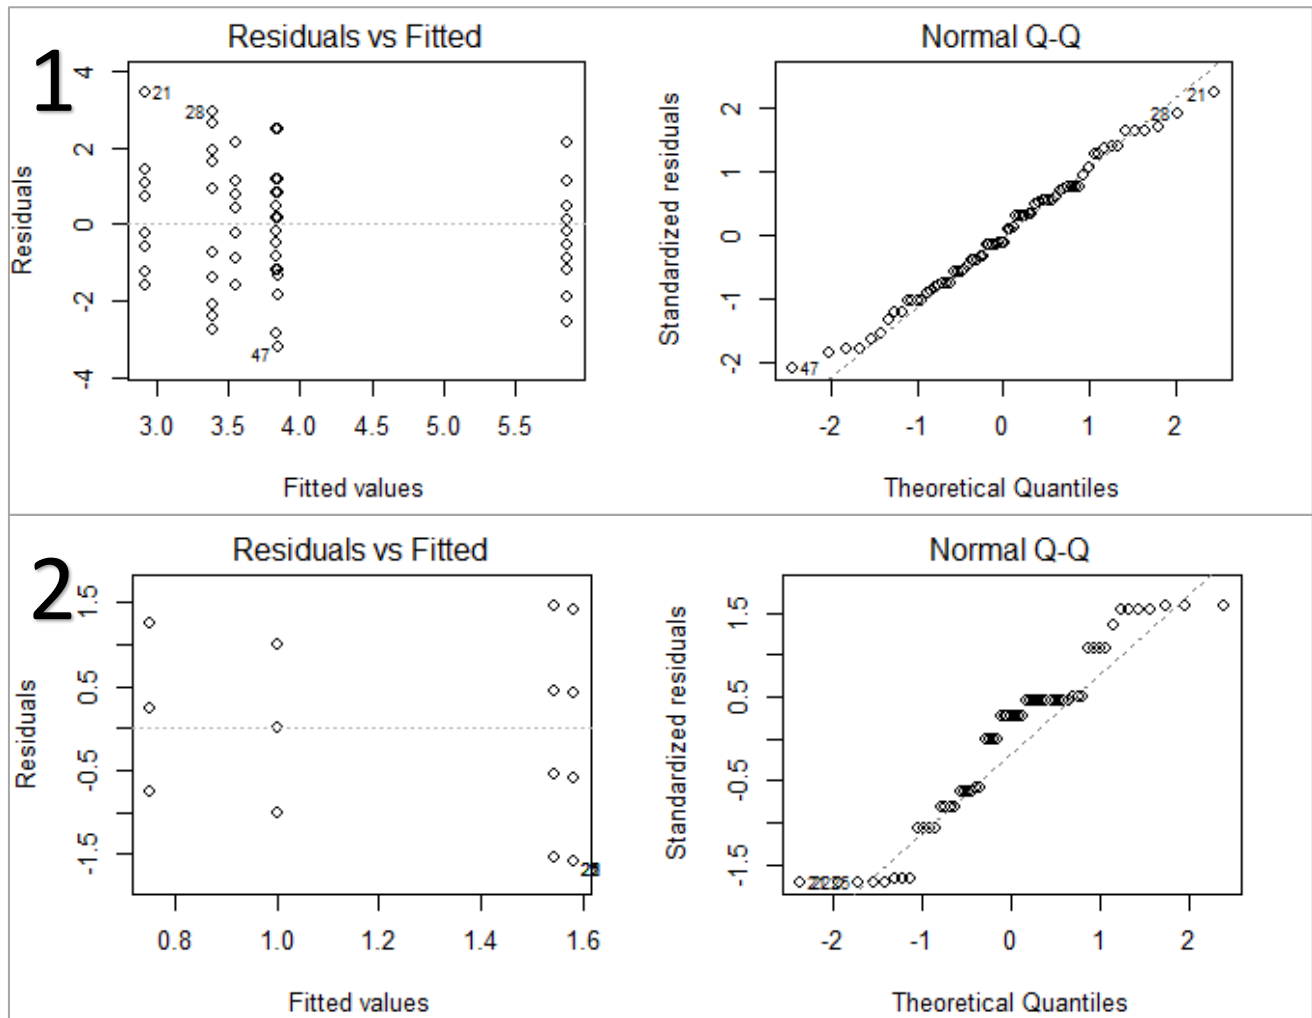 1
Residuals vs Fitted
Residuals
4
2
0
-2
-4
21
28
47
3.0 3.5 4.0 4.5 5.0 5.5
Fitted values
Normal Q-Q
Standardized residuals
2
1
0
-1
-2
21
28
47
-2 -1 0 1 2
Theoretical Quantiles
2
Residuals vs Fitted
Residuals
1.5
0.5
-0.5
-1.5
0.8 1.0 1.2 1.4 1.6
Fitted values
Normal Q-Q
Standardized residuals
1.5
0.5
-0.5
-1.5
-2 -1 0 1 2
Theoretical Quantiles